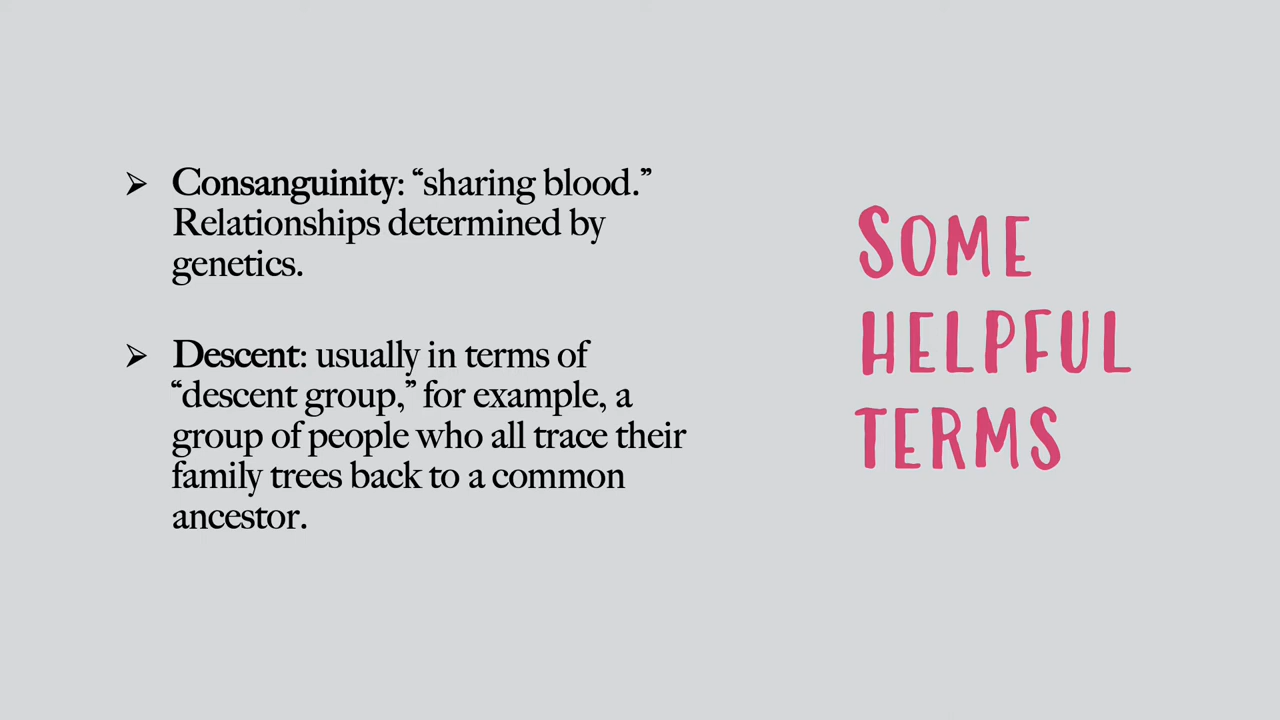 ➢ Consanguinity: “sharing blood.”
Relationships determined by
genetics.
➢ Descent: usually in terms of
“descent group,” for example, a
group of people who all trace their
family trees back to a common
ancestor.
SOME
HELPFUL
TERMS